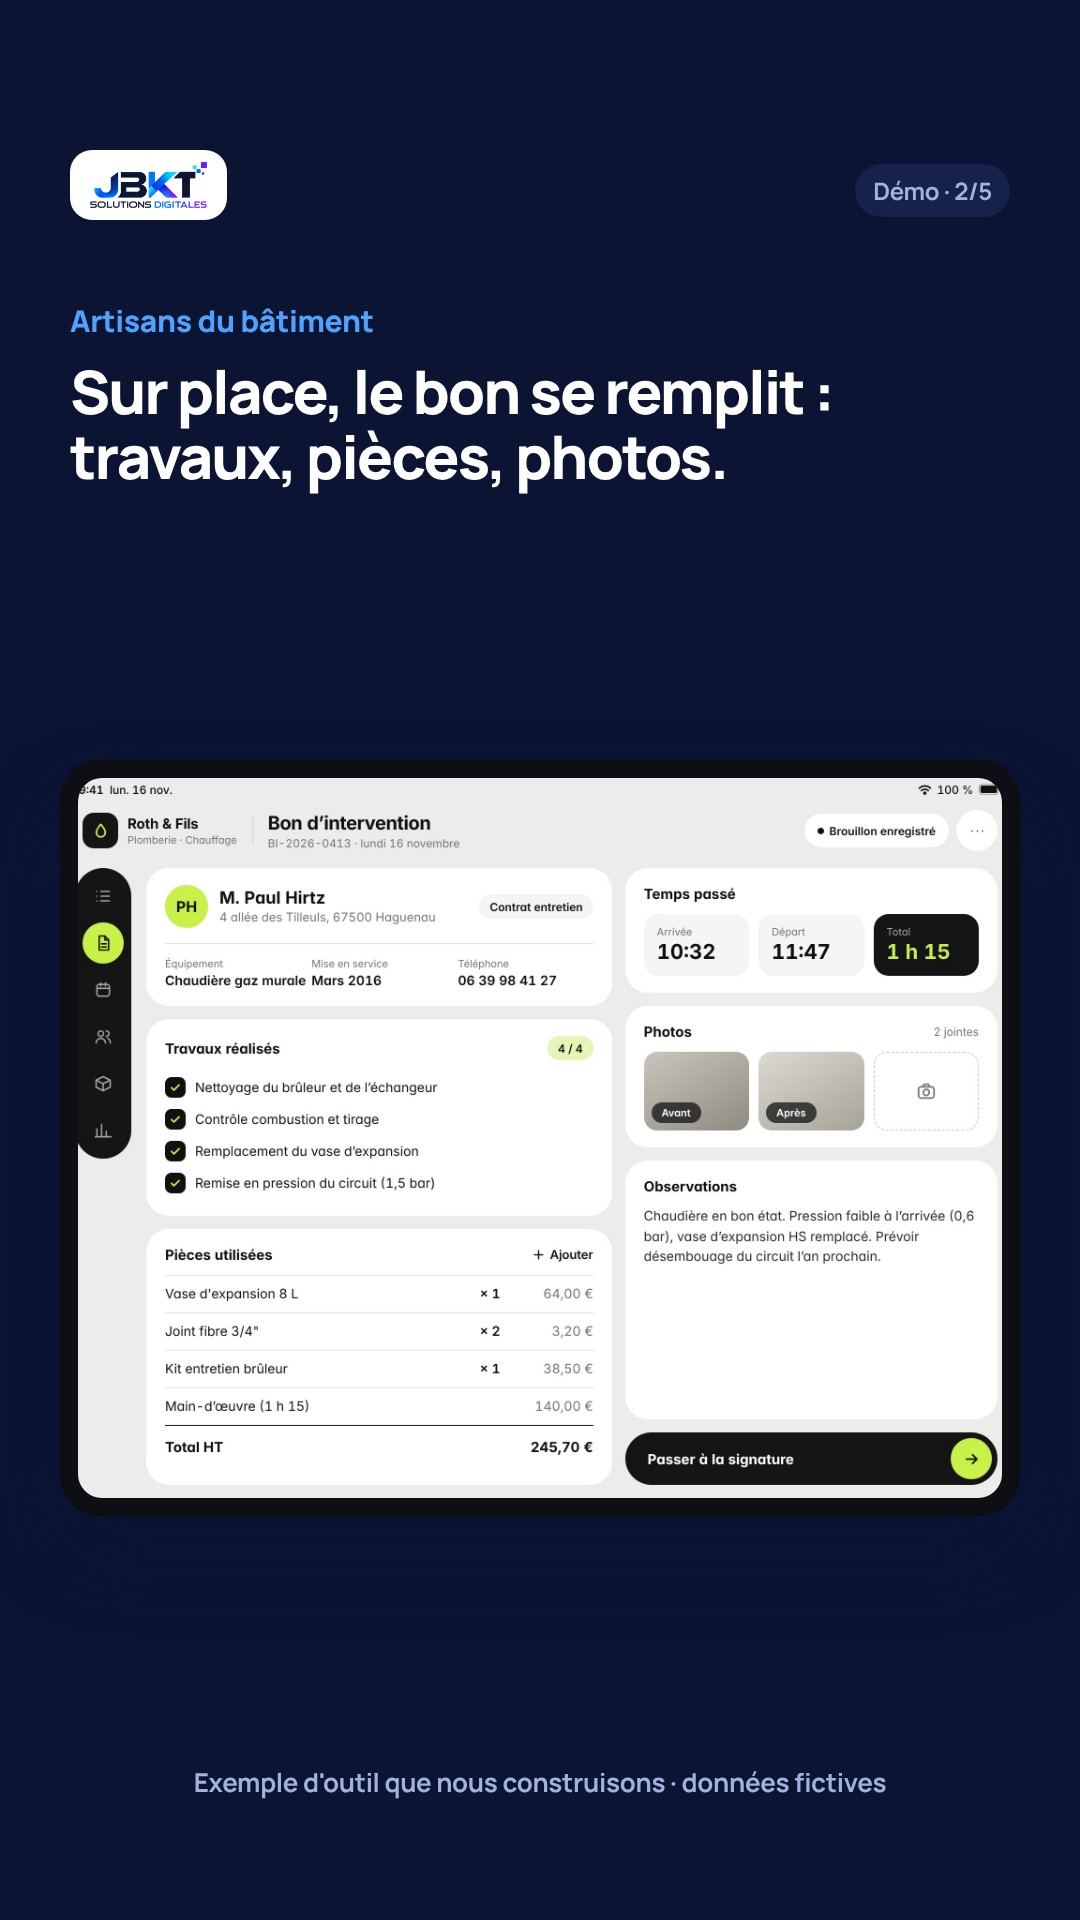 JBKT
SOLUTIONS DIGITALES
Démo · 2/5
Artisans du bâtiment
Sur place, le bon se remplit :
travaux, pièces, photos.
9:41 lun. 16 nov.
100 %
Roth & Fils
Plomberie · Chauffage
Bon d’intervention
BI-2026-0413 · lundi 16 novembre
Brouillon enregistré
PH
M. Paul Hirtz
4 allée des Tilleuls, 67500 Haguenau
Contrat entretien
Équipement
Chaudière gaz murale
Mise en service
Mars 2016
Téléphone
06 39 98 41 27
Travaux réalisés
4 / 4
Nettoyage du brûleur et de l’échangeur
Contrôle combustion et tirage
Remplacement du vase d’expansion
Remise en pression du circuit (1,5 bar)
Pièces utilisées
+ Ajouter
Vase d'expansion 8 L × 1 64,00 €
Joint fibre 3/4" × 2 3,20 €
Kit entretien brûleur × 1 38,50 €
Main-d’œuvre (1 h 15) 140,00 €
Total HT 245,70 €
Temps passé
Arrivée
10:32
Départ
11:47
Total
1 h 15
Photos
2 jointes
Avant
Après
Observations
Chaudière en bon état. Pression faible à l’arrivée (0,6
bar), vase d’expansion HS remplacé. Prévoir
désembouage du circuit l’an prochain.
Passer à la signature
Exemple d'outil que nous construisons · données fictives